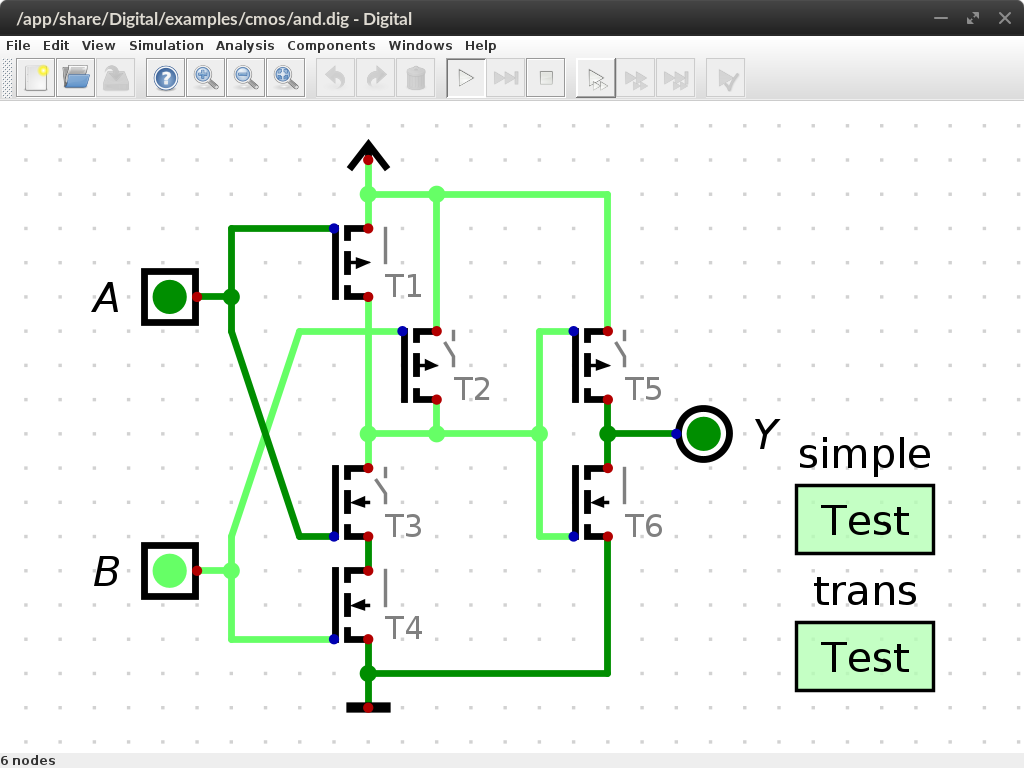 /app/share/Digital/examples/cmos/and.dig - Digital
File Edit View Simulation Analysis Components Windows Help
T1
A
T2
T5
Y
simple
Test
T3
T6
B
trans
T4
Test
6 nodes